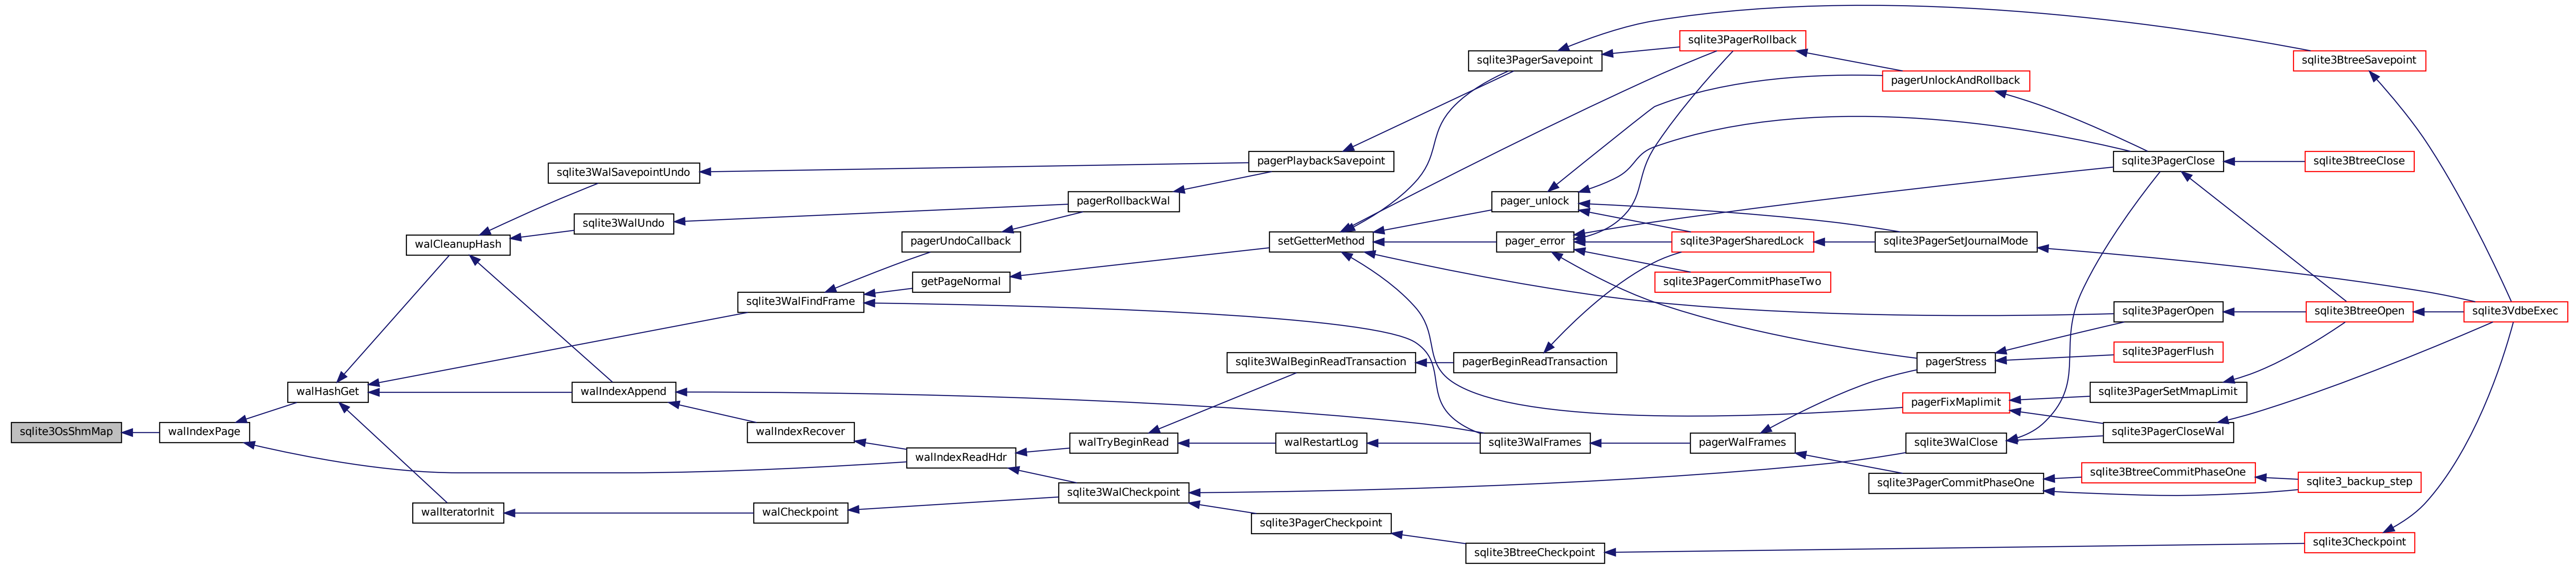 sqlite3OsShmMap
walIndexPage
walHashGet
walCleanupHash
walIteratorInit
sqlite3WalSavepointUndo
sqlite3WalUndo
walIndexAppend
sqlite3WalFindFrame
walIndexRecover
walCheckpoint
pagerUndoCallback
getPageNormal
walIndexReadHdr
pagerRollbackWal
walTryBeginRead
sqlite3WalCheckpoint
pagerPlaybackSavepoint
setGetterMethod
sqlite3WalBeginReadTransaction
walRestartLog
sqlite3PagerCheckpoint
sqlite3PagerSavepoint
pager_unlock
pager_error
pagerBeginReadTransaction
sqlite3WalFrames
sqlite3BtreeCheckpoint
sqlite3PagerRollback
sqlite3PagerSharedLock
sqlite3PagerCommitPhaseTwo
pagerWalFrames
pagerUnlockAndRollback
sqlite3PagerSetJournalMode
pagerStress
pagerFixMaplimit
sqlite3WalClose
sqlite3PagerCommitPhaseOne
sqlite3PagerClose
sqlite3PagerOpen
sqlite3PagerFlush
sqlite3PagerSetMmapLimit
sqlite3PagerCloseWal
sqlite3BtreeCommitPhaseOne
sqlite3BtreeSavepoint
sqlite3BtreeClose
sqlite3BtreeOpen
sqlite3_backup_step
sqlite3Checkpoint
sqlite3VdbeExec